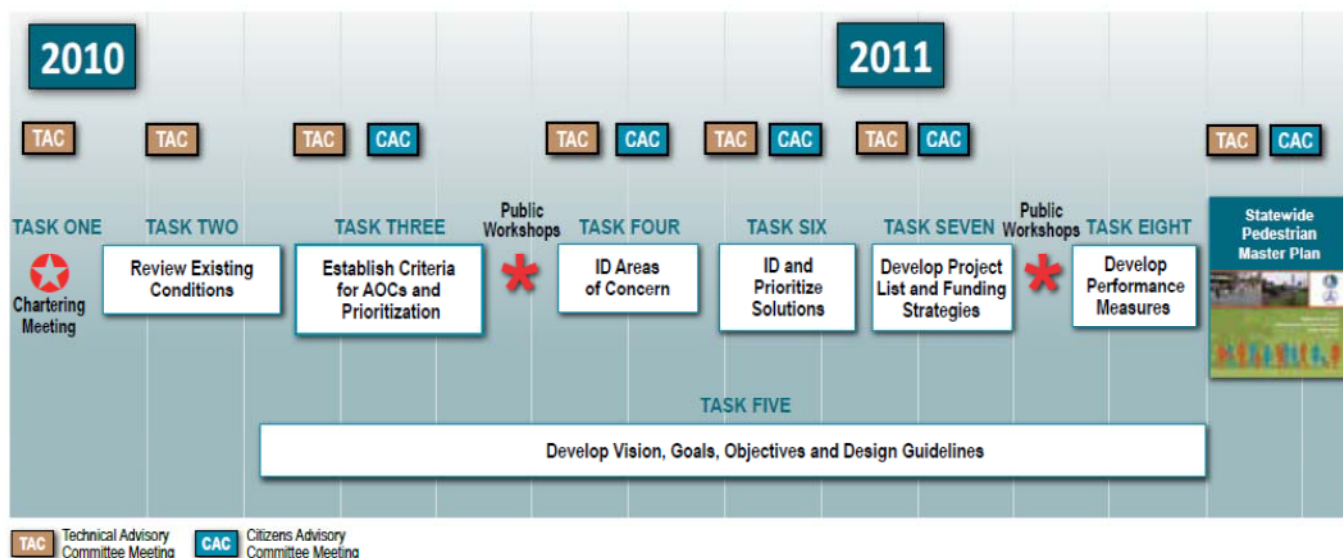 2010
2011
TAC
TAC
TAC CAC
TAC CAC
TAC CAC
TAC CAC
TAC CAC
TASK ONE
Chartering
Meeting
TASK TWO
Review Existing
Conditions
TASK THREE
Establish Criteria
for AOCs and
Prioritization
Public
Workshops
TASK FOUR
ID Areas
of Concern
TASK SIX
ID and
Prioritize
Solutions
TASK SEVEN
Develop Project
List and Funding
Strategies
Public
Workshops
TASK EIGHT
Develop
Performance
Measures
Statewide
Pedestrian
Master Plan
TASK FIVE
Develop Vision, Goals, Objectives and Design Guidelines
TAC Technical Advisory
Committee Meeting
CAC Citizens Advisory
Committee Meeting